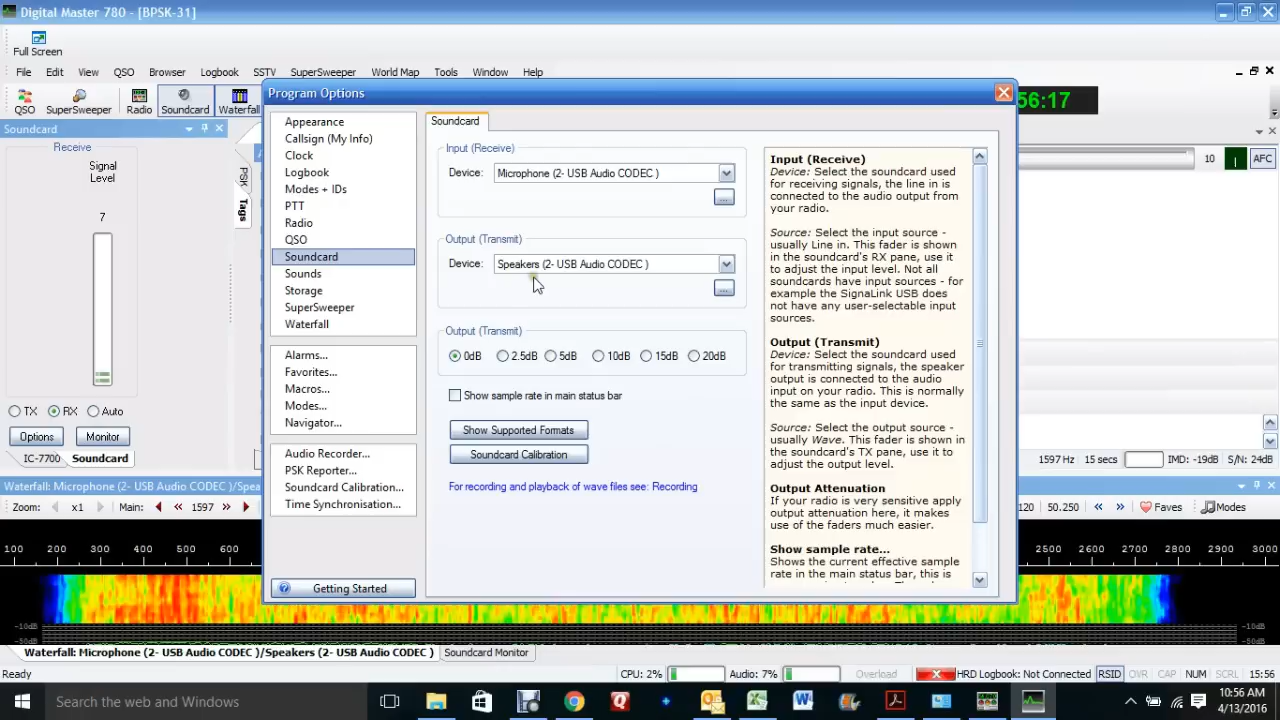 Digital Master 780 - [BPSK-31]
Full Screen
File Edit View QSO Browser Logbook SSTV SuperSweeper World Map Tools Window Help
QSO SuperSweeper Radio Soundcard Waterfall
56:17
Program Options
Soundcard
Receive
Signal
Level
7
TX RX Auto
Options Monitor
IC-7700 Soundcard
PSK
Tags
Appearance
Callsign (My Info)
Clock
Logbook
Modes + IDs
PTT
Radio
QSO
Soundcard
Sounds
Storage
SuperSweeper
Waterfall
Alarms...
Favorites...
Macros...
Modes...
Navigator...
Audio Recorder...
PSK Reporter...
Soundcard Calibration...
Time Synchronisation...
Getting Started
Soundcard
Input (Receive)
Device: Microphone (2- USB Audio CODEC )
...
Output (Transmit)
Device: Speakers (2- USB Audio CODEC )
...
Output (Transmit)
0dB 2.5dB 5dB 10dB 15dB 20dB
Show sample rate in main status bar
Show Supported Formats
Soundcard Calibration
For recording and playback of wave files see: Recording
Input (Receive)
Device: Select the soundcard used
for receiving signals, the line in is
connected to the audio output from
your radio.
Source: Select the input source -
usually Line in. This fader is shown
in the soundcard's RX pane, use it
to adjust the input level. Not all
soundcards have input sources - for
example the SignaLink USB does
not have any user-selectable input
sources.
Output (Transmit)
Device: Select the soundcard used
for transmitting signals, the speaker
output is connected to the audio
input on your radio. This is normally
the same as the input device.
Source: Select the output source -
usually Wave. This fader is shown in
the soundcard's TX pane, use it to
adjust the output level.
Output Attenuation
If your radio is very sensitive apply
output attenuation here, it makes
use of the faders much easier.
Show sample rate...
Shows the current effective sample
rate in the main status bar, this is
10 AFC
1597 Hz 15 secs IMD: -19dB S/N: 24dB
Waterfall: Microphone (2- USB Audio CODEC )/Spea
Zoom: x1 Main: 1597 120 50.250 Faves Modes
100 200 300 400 500 600 2500 2600 2700 2800 2900 3000
-10dB -10dB
-50dB -50dB
Waterfall: Microphone (2- USB Audio CODEC )/Speakers (2- USB Audio CODEC ) Soundcard Monitor
Ready CPU: 2% Audio: 7% Overload HRD Logbook: Not Connected RSID OVR CAP NUM SCRL 15:56
Search the web and Windows
10:56 AM
4/13/2016